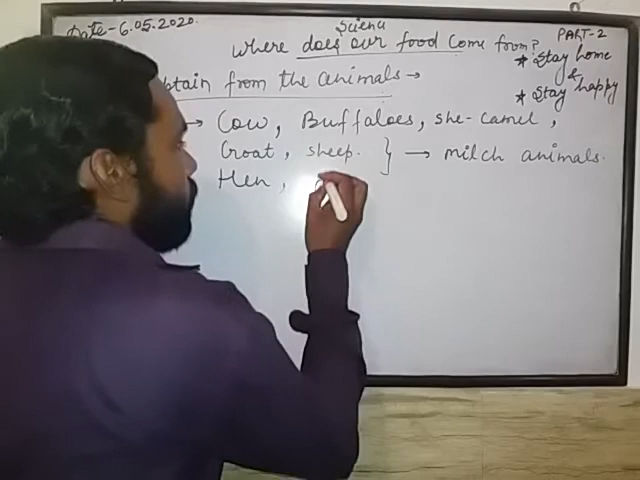 Date-6.05.2020.
Science
PART-2
Where does our food come from?
* Stay home
&
* Stay happy
btain from the animals →
→ Cow, Buffaloes, she-camel,
Goat, sheep. } → milch animals.
Hen,